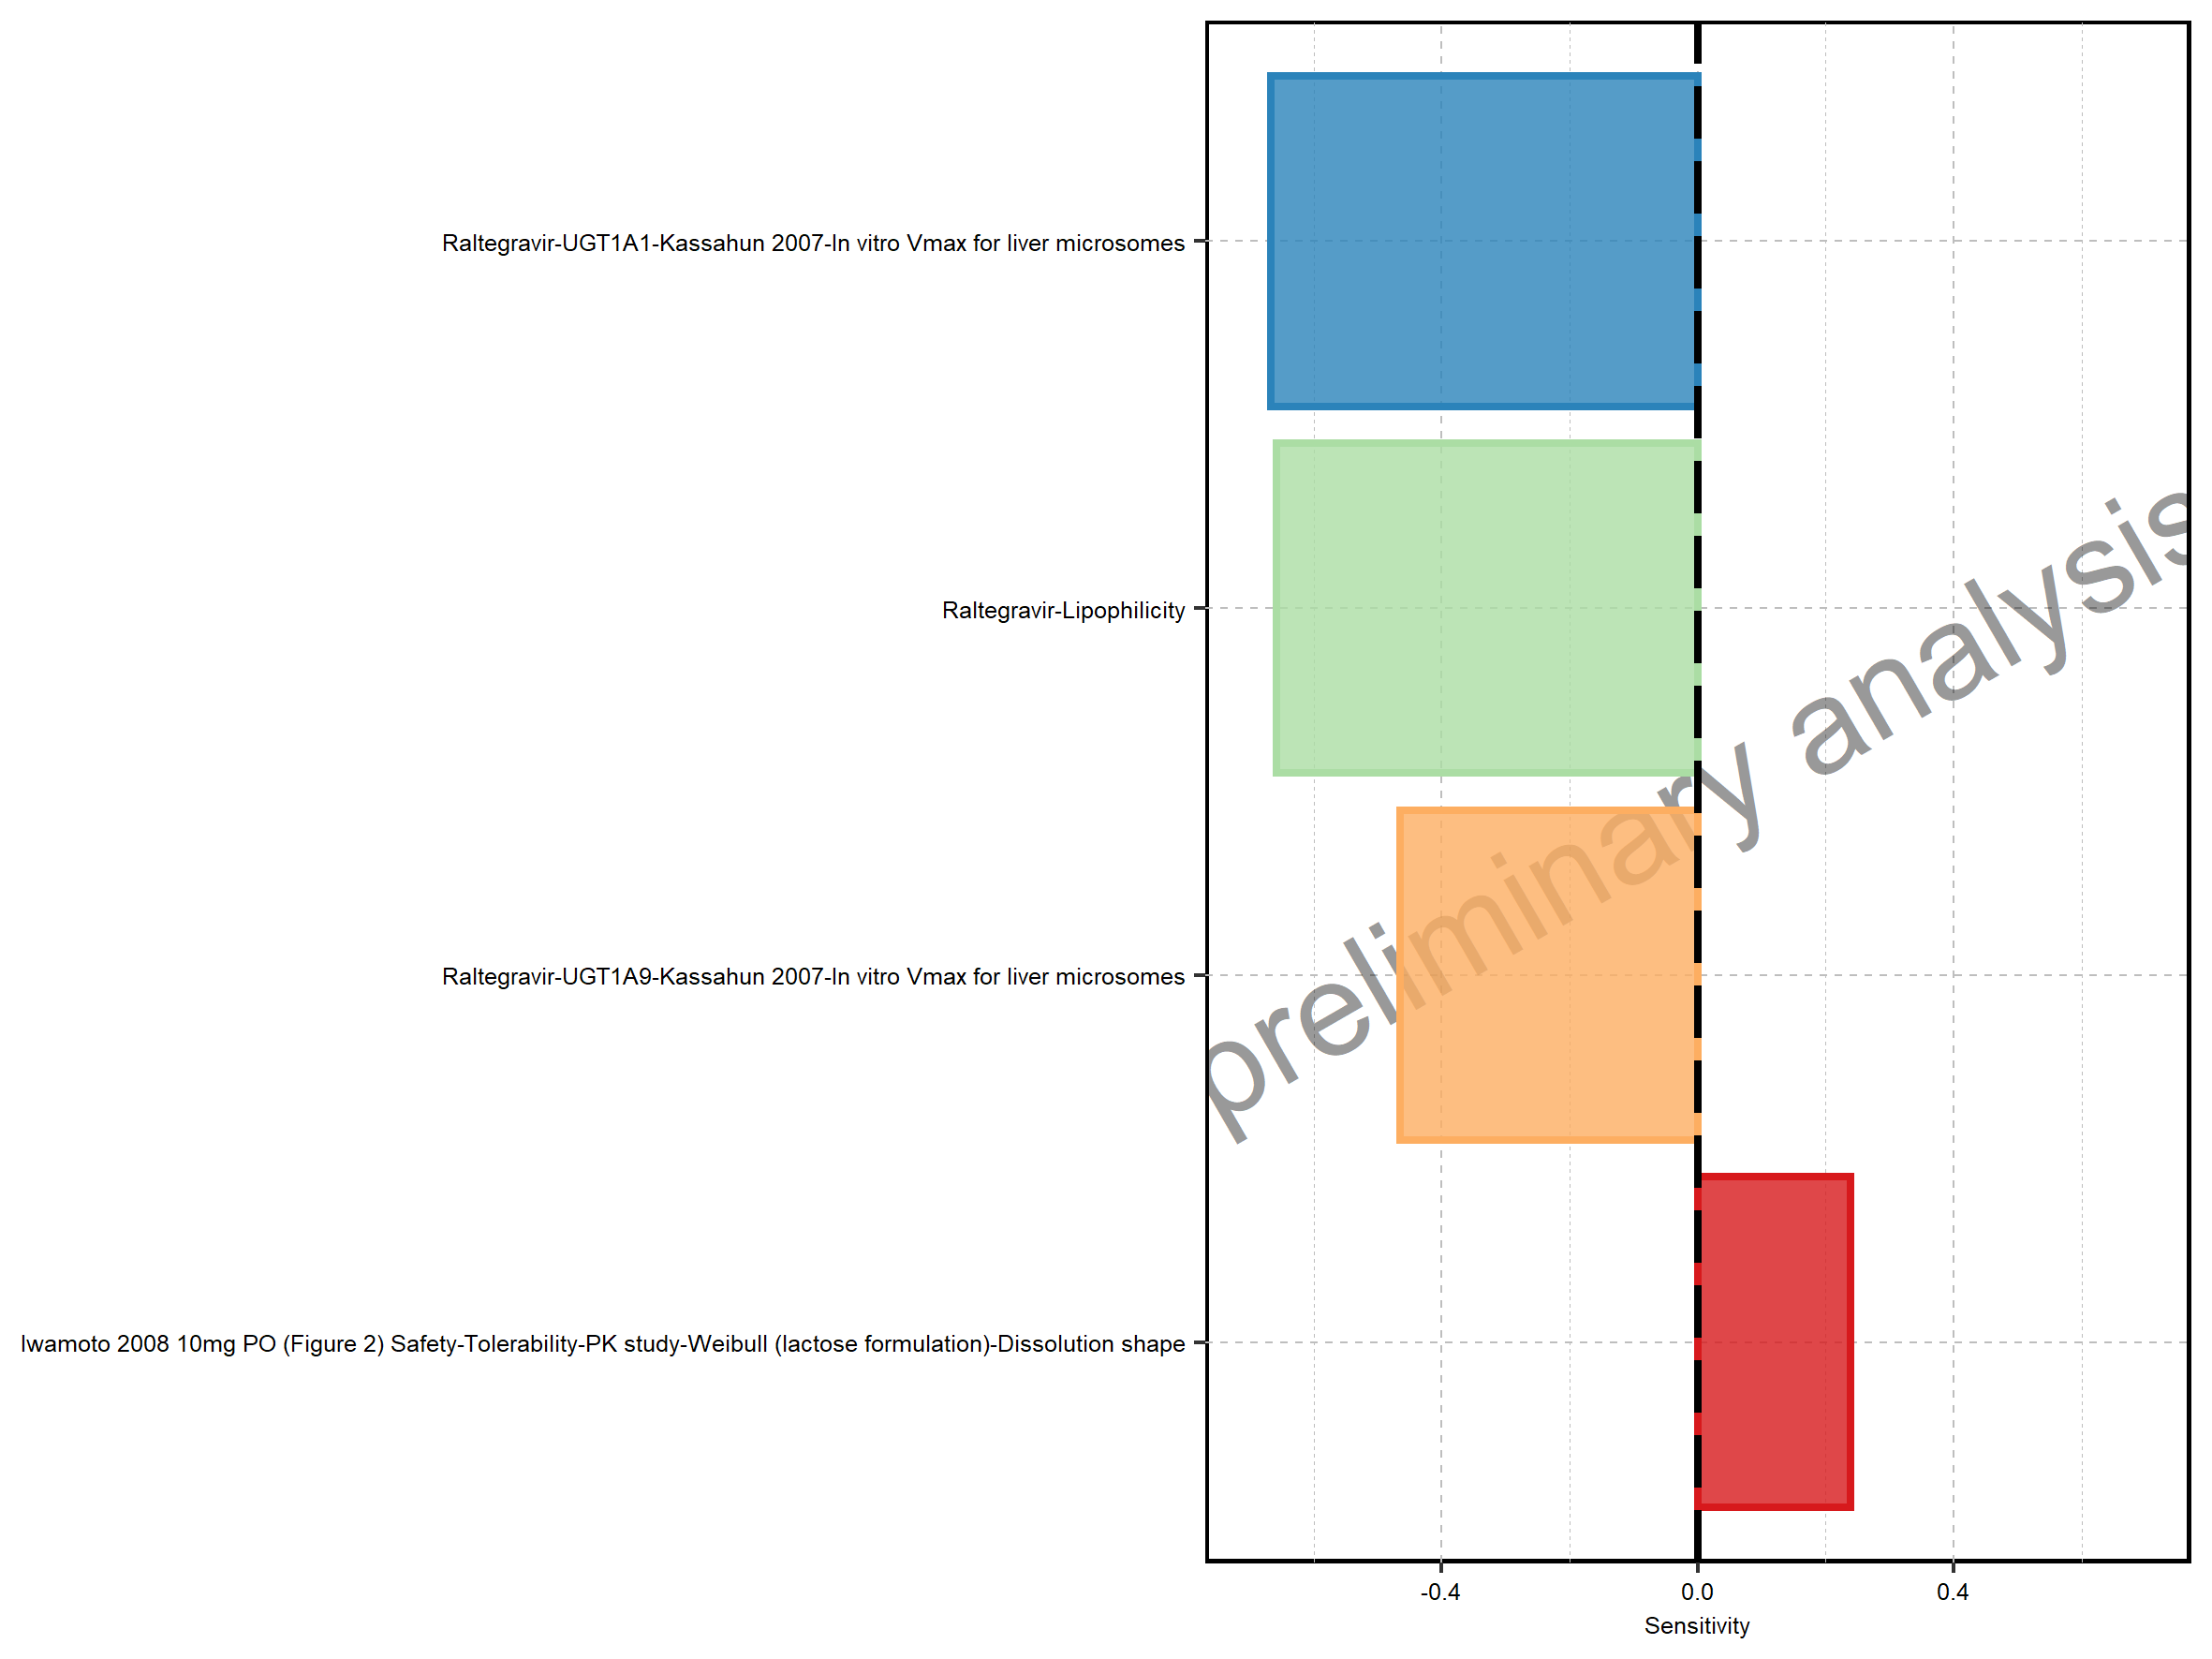 Raltegravir-UGT1A1-Kassahun 2007-In vitro Vmax for liver microsomes
Raltegravir-Lipophilicity
Raltegravir-UGT1A9-Kassahun 2007-In vitro Vmax for liver microsomes
Iwamoto 2008 10mg PO (Figure 2) Safety-Tolerability-PK study-Weibull (lactose formulation)-Dissolution shape
preliminary analysis
-0.4 0.0 0.4
Sensitivity